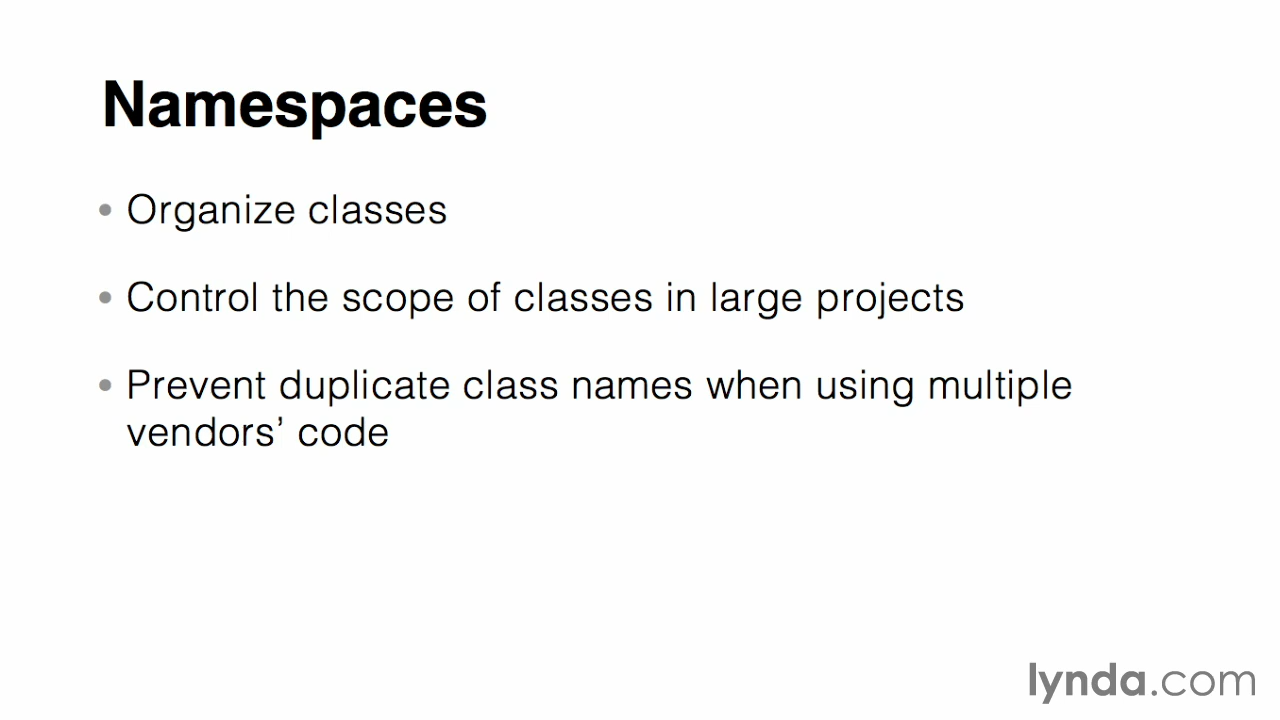 Namespaces
• Organize classes
• Control the scope of classes in large projects
• Prevent duplicate class names when using multiple
vendors’ code
lynda.com